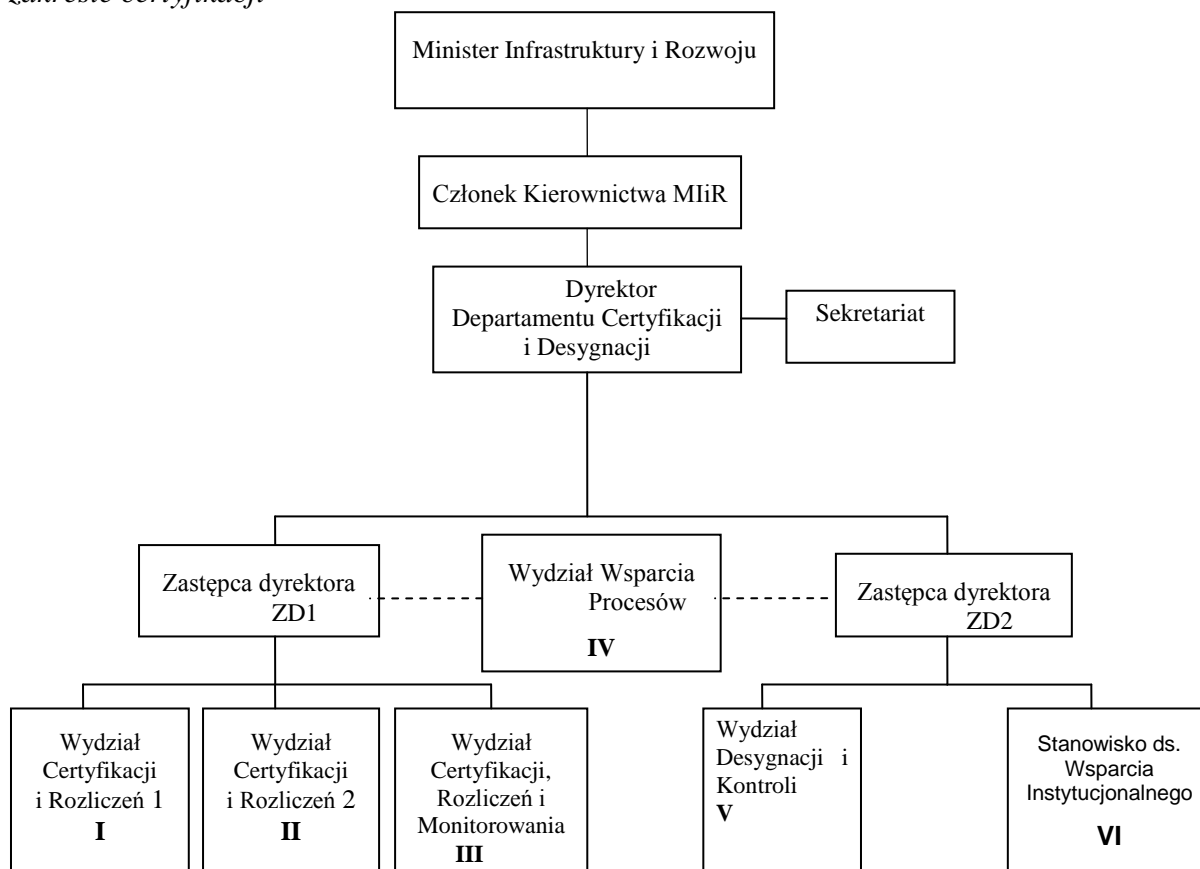 zakresie certyfikacji
Minister Infrastruktury i Rozwoju
Członek Kierownictwa MIiR
Dyrektor
Departamentu Certyfikacji
i Desygnacji
Sekretariat
Zastępca dyrektora
ZD1
Wydział Wsparcia
Procesów
IV
Zastępca dyrektora
ZD2
Wydział
Certyfikacji
i Rozliczeń 1
I
Wydział
Certyfikacji
i Rozliczeń 2
II
Wydział
Certyfikacji,
Rozliczeń i
Monitorowania
III
Wydział
Desygnacji i
Kontroli
V
Stanowisko ds.
Wsparcia
Instytucjonalnego
VI